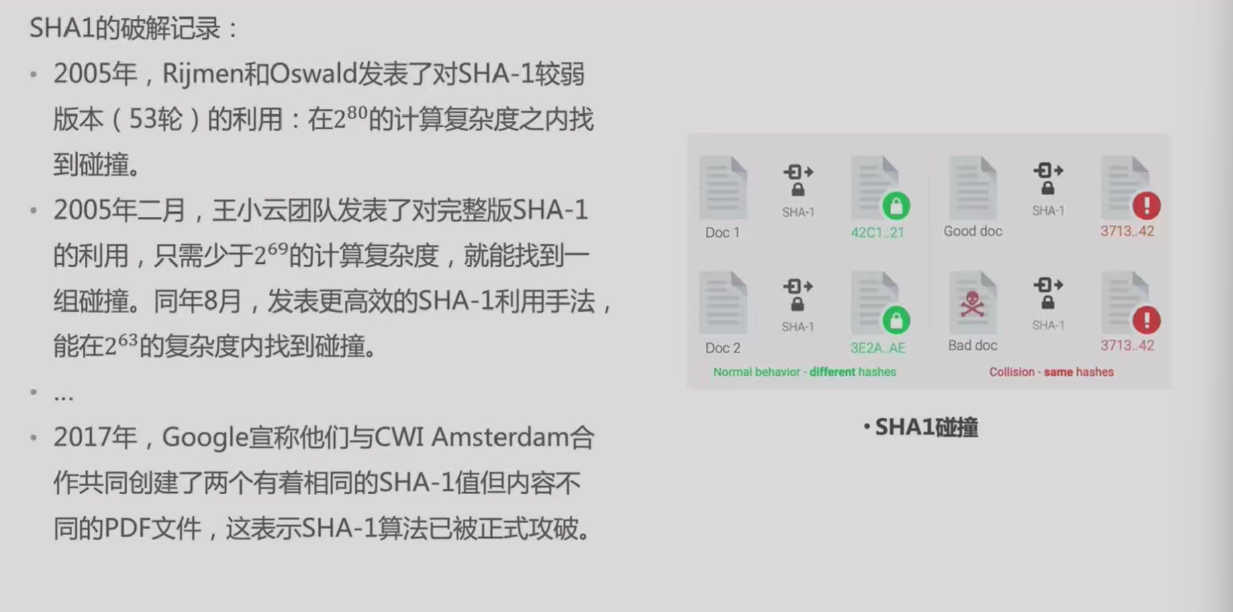 SHA1的破解记录：
• 2005年，Rijmen和Oswald发表了对SHA-1较弱
版本（53轮）的利用：在2⁸⁰的计算复杂度之内找
到碰撞。
• 2005年二月，王小云团队发表了对完整版SHA-1
的利用，只需少于2⁶⁹的计算复杂度，就能找到一
组碰撞。同年8月，发表更高效的SHA-1利用手法，
能在2⁶³的复杂度内找到碰撞。
• ...
• 2017年，Google宣称他们与CWI Amsterdam合
作共同创建了两个有着相同的SHA-1值但内容不
同的PDF文件，这表示SHA-1算法已被正式攻破。
Doc 1 SHA-1 42C1..21
Good doc SHA-1 3713..42
Doc 2 SHA-1 3E2A..AE
Bad doc SHA-1 3713..42
Normal behavior - different hashes
Collision - same hashes
• SHA1碰撞